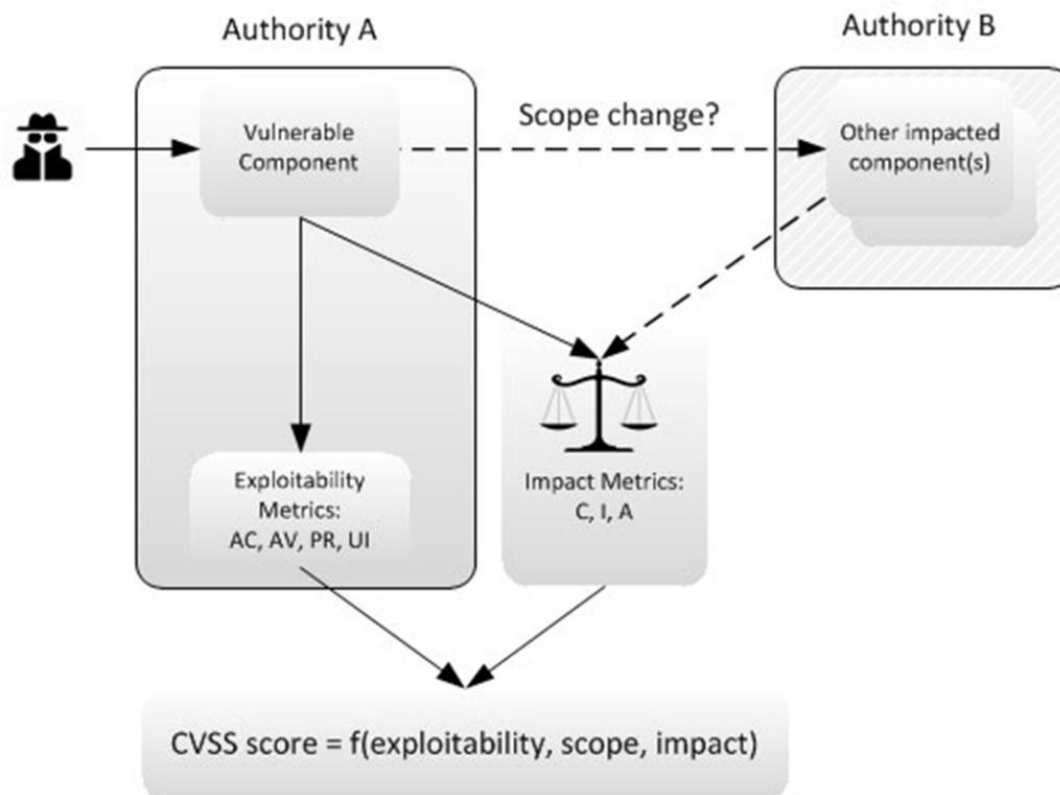 Authority A
Authority B
Vulnerable
Component
Scope change?
Other impacted
component(s)
Exploitability
Metrics:
AC, AV, PR, UI
Impact Metrics:
C, I, A
CVSS score = f(exploitability, scope, impact)